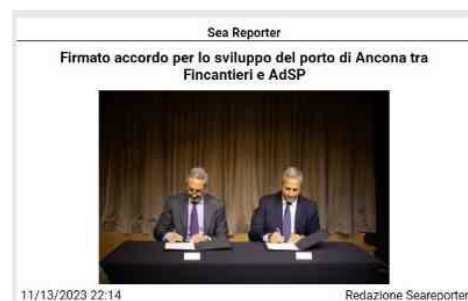 Sea Reporter
Firmato accordo per lo sviluppo del porto di Ancona tra
Fincantieri e AdSP
11/13/2023 22:14
Redazione Seareporter